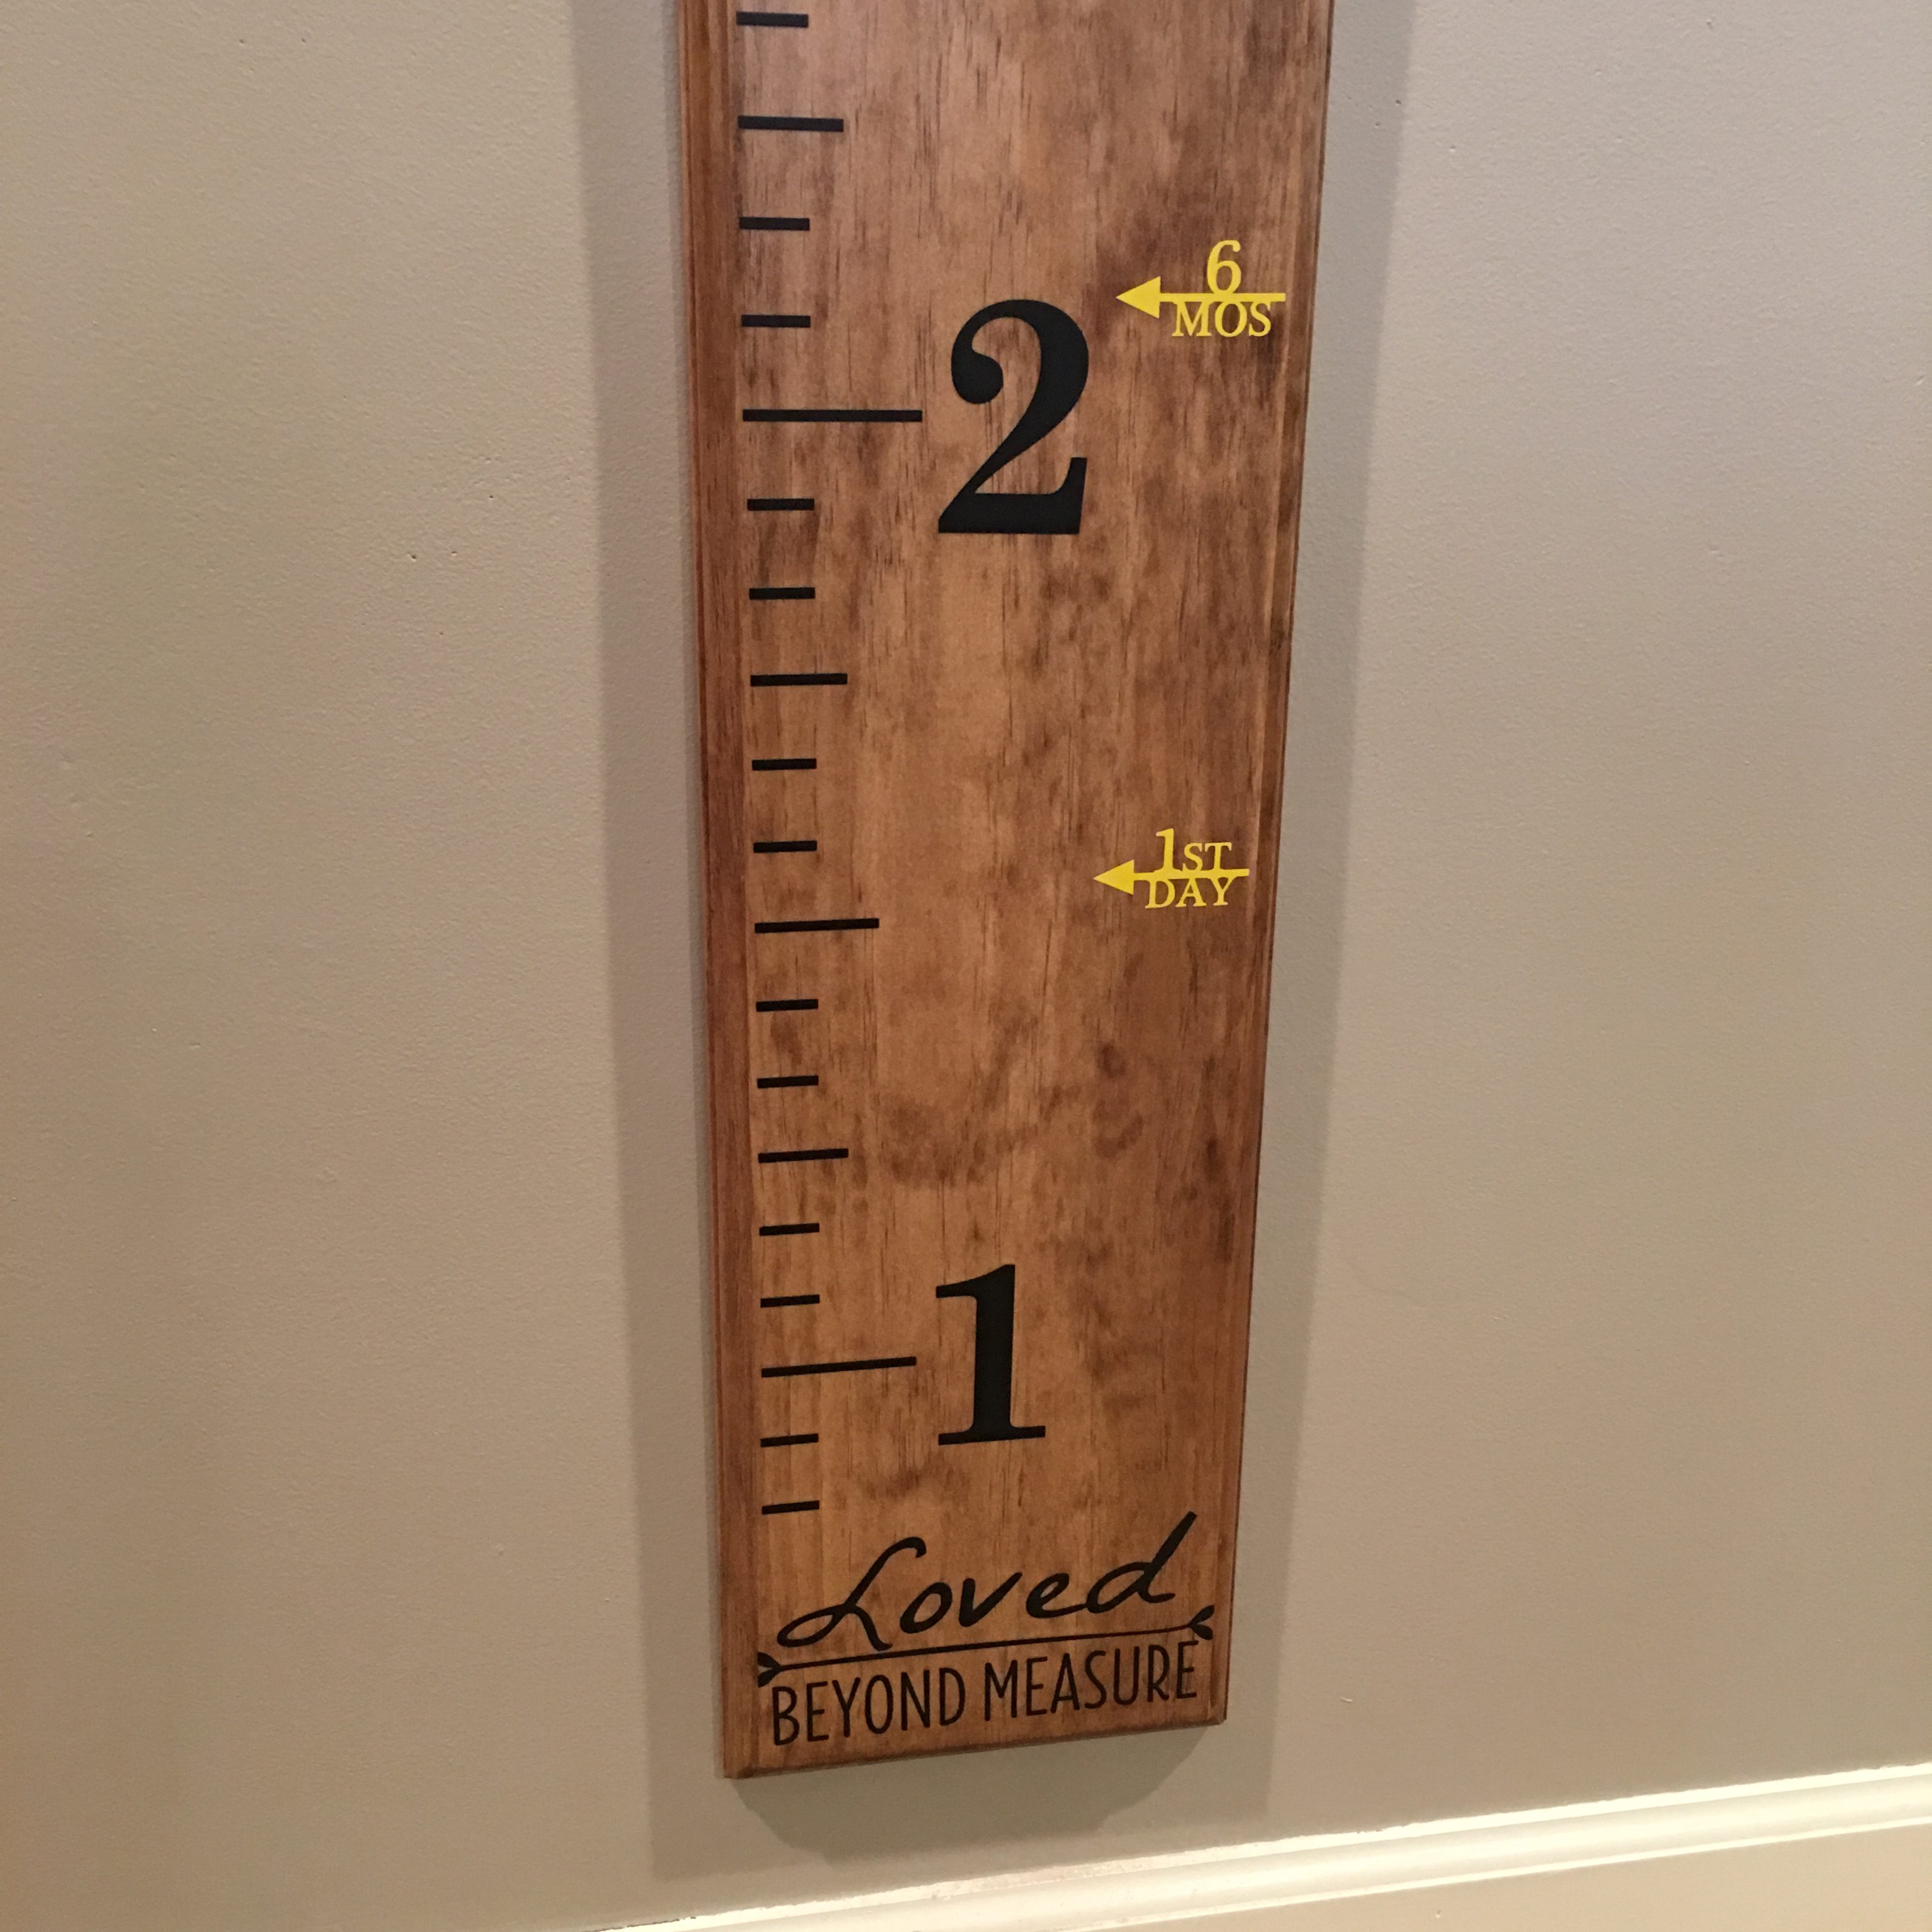 6
MOS
2
1ST
DAY
1
Loved
BEYOND MEASURE